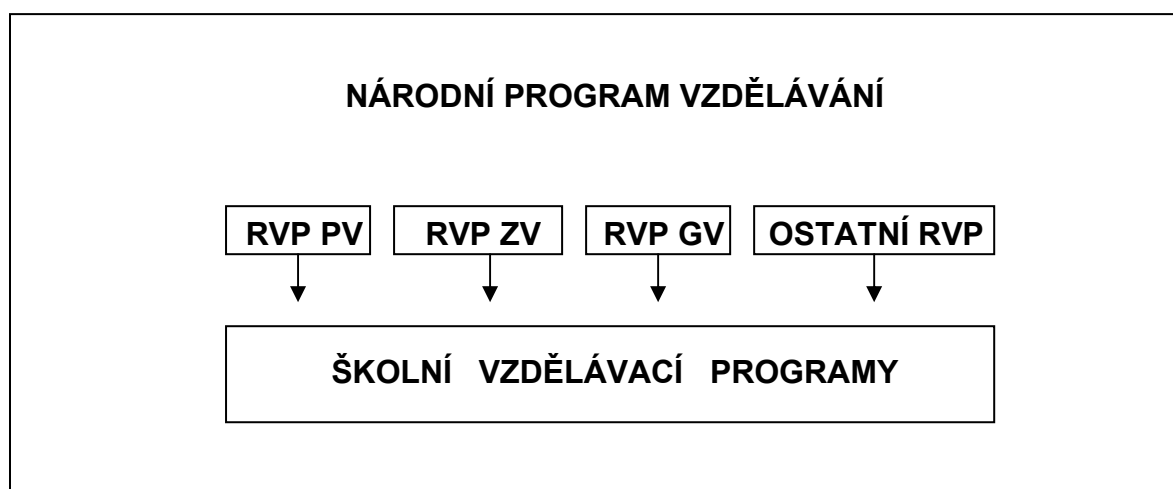 NÁRODNÍ PROGRAM VZDĚLÁVÁNÍ
RVP PV RVP ZV RVP GV OSTATNÍ RVP
ŠKOLNÍ VZDĚLÁVACÍ PROGRAMY